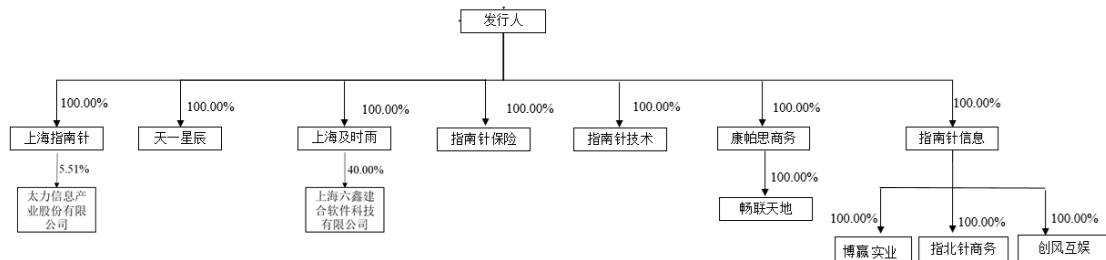 发行人
100.00%
100.00%
100.00%
100.00%
100.00%
100.00%
100.00%
上海指南针
天一星辰
上海及时雨
指南针保险
指南针技术
康帕思商务
指南针信息
5.51%
40.00%
100.00%
太力信息产
业股份有限
公司
上海六鑫建
合软件科技
有限公司
畅联天地
100.00%
100.00%
100.00%
博赢实业
指北针商务
创风互娱